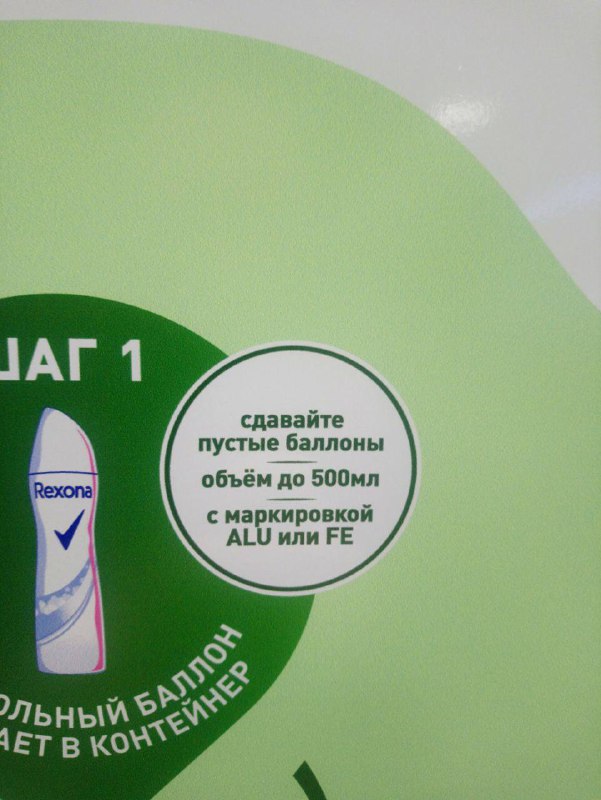 ШАГ 1
Rexona
сдавайте
пустые баллоны
объём до 500мл
с маркировкой
ALU или FE
БАЛЛОН
В КОНТЕЙНЕР